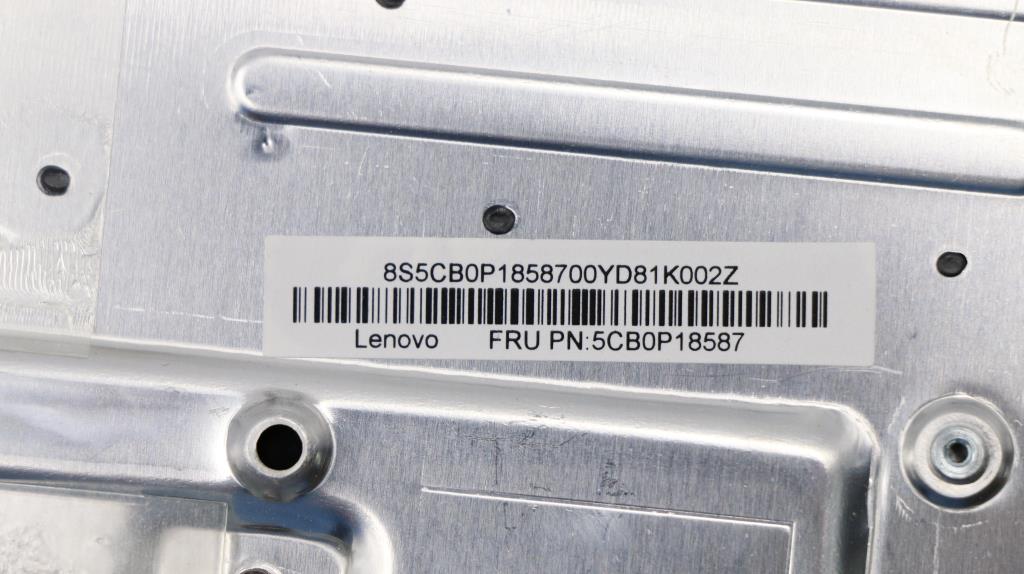 8S5CB0P1858700YD81K002Z
Lenovo FRU PN:5CB0P18587